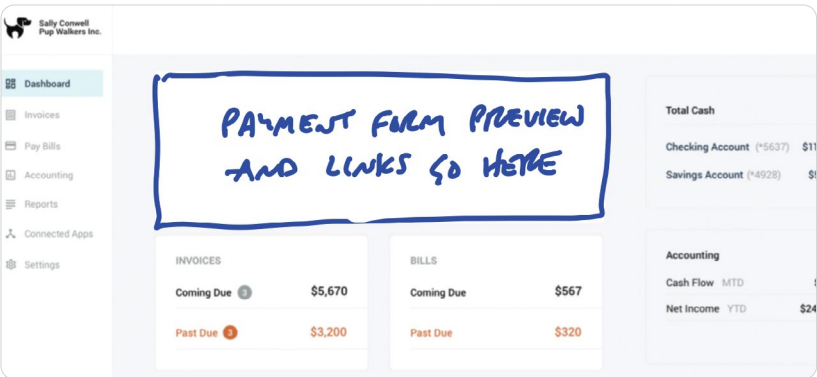 Sally Conwell
Pup Walkers Inc.
Dashboard
Invoices
Pay Bills
Accounting
Reports
Connected Apps
Settings
PAYMENT FORM PREVIEW
AND LINKS GO HERE
INVOICES
Coming Due 3 $5,670
Past Due 3 $3,200
BILLS
Coming Due $567
Past Due $320
Total Cash
Checking Account (*5637) $11
Savings Account (*4928)
Accounting
Cash Flow MTD
Net Income YTD $24